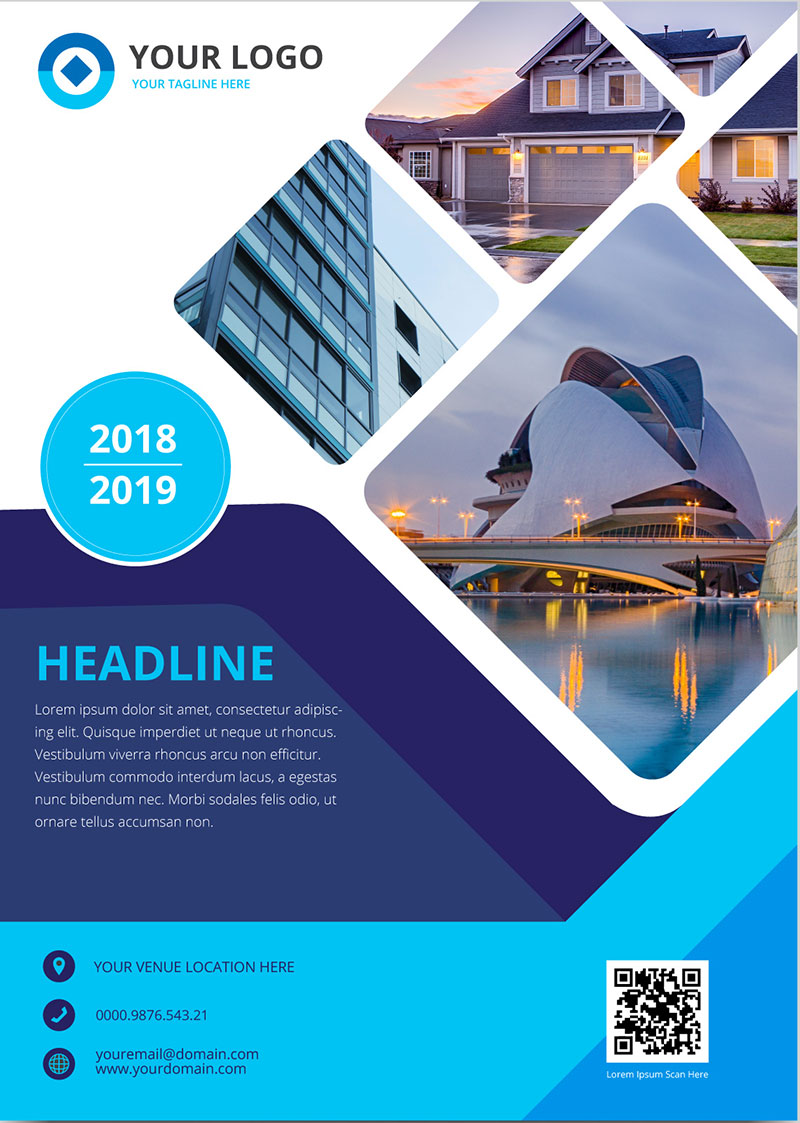 YOUR LOGO
YOUR TAGLINE HERE
2018
2019
HEADLINE
Lorem ipsum dolor sit amet, consectetur adipisc-
ing elit. Quisque imperdiet ut neque ut rhoncus.
Vestibulum viverra rhoncus arcu non efficitur.
Vestibulum commodo interdum lacus, a egestas
nunc bibendum nec. Morbi sodales felis odio, ut
ornare tellus accumsan non.
YOUR VENUE LOCATION HERE
0000.9876.543.21
youremail@domain.com
www.yourdomain.com
Lorem Ipsum Scan Here